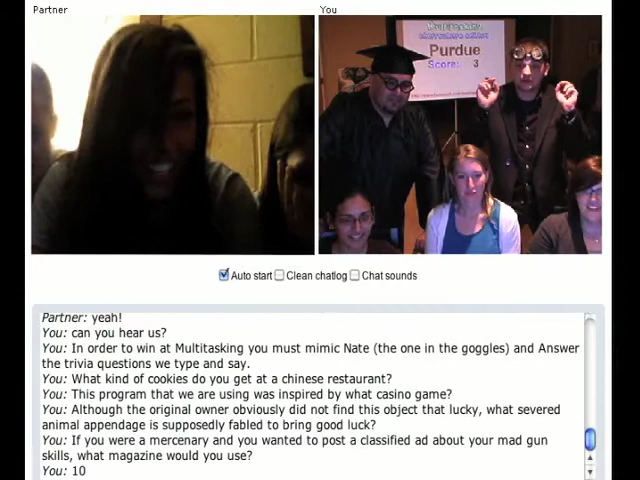 Partner
You
Multitasking
Purdue
Score: 3
Auto start
Clean chatlog
Chat sounds
Partner: yeah!
You: can you hear us?
You: In order to win at Multitasking you must mimic Nate (the one in the goggles) and Answer
the trivia questions we type and say.
You: What kind of cookies do you get at a chinese restaurant?
You: This program that we are using was inspired by what casino game?
You: Although the original owner obviously did not find this object that lucky, what severed
animal appendage is supposedly fabled to bring good luck?
You: If you were a mercenary and you wanted to post a classified ad about your mad gun
skills, what magazine would you use?
You: 10